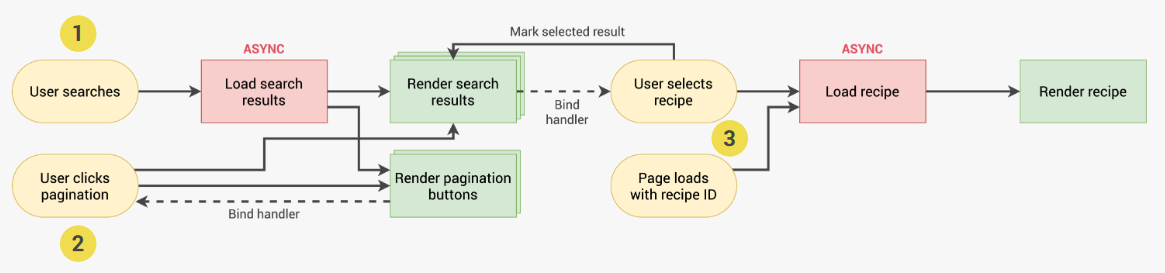 1
ASYNC
User searches
Load search
results
Render search
results
Mark selected result
Bind
handler
User selects
recipe
ASYNC
Load recipe
Render recipe
3
User clicks
pagination
Render pagination
buttons
Page loads
with recipe ID
Bind handler
2